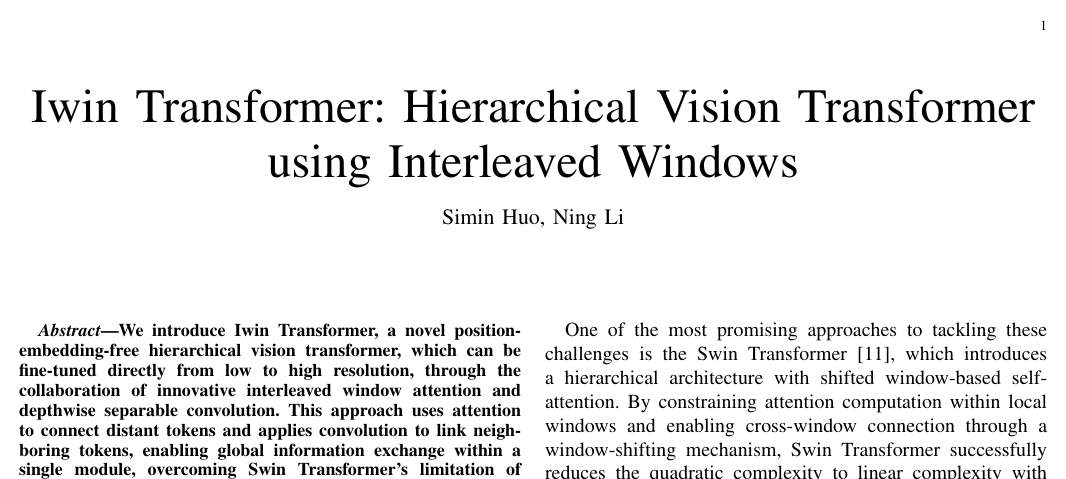 1
Iwin Transformer: Hierarchical Vision Transformer
using Interleaved Windows
Simin Huo, Ning Li
Abstract—We introduce Iwin Transformer, a novel position-
embedding-free hierarchical vision transformer, which can be
fine-tuned directly from low to high resolution, through the
collaboration of innovative interleaved window attention and
depthwise separable convolution. This approach uses attention
to connect distant tokens and applies convolution to link neigh-
boring tokens, enabling global information exchange within a
single module, overcoming Swin Transformer's limitation of
One of the most promising approaches to tackling these
challenges is the Swin Transformer [11], which introduces
a hierarchical architecture with shifted window-based self-
attention. By constraining attention computation within local
windows and enabling cross-window connection through a
window-shifting mechanism, Swin Transformer successfully
reduces the quadratic complexity to linear complexity with